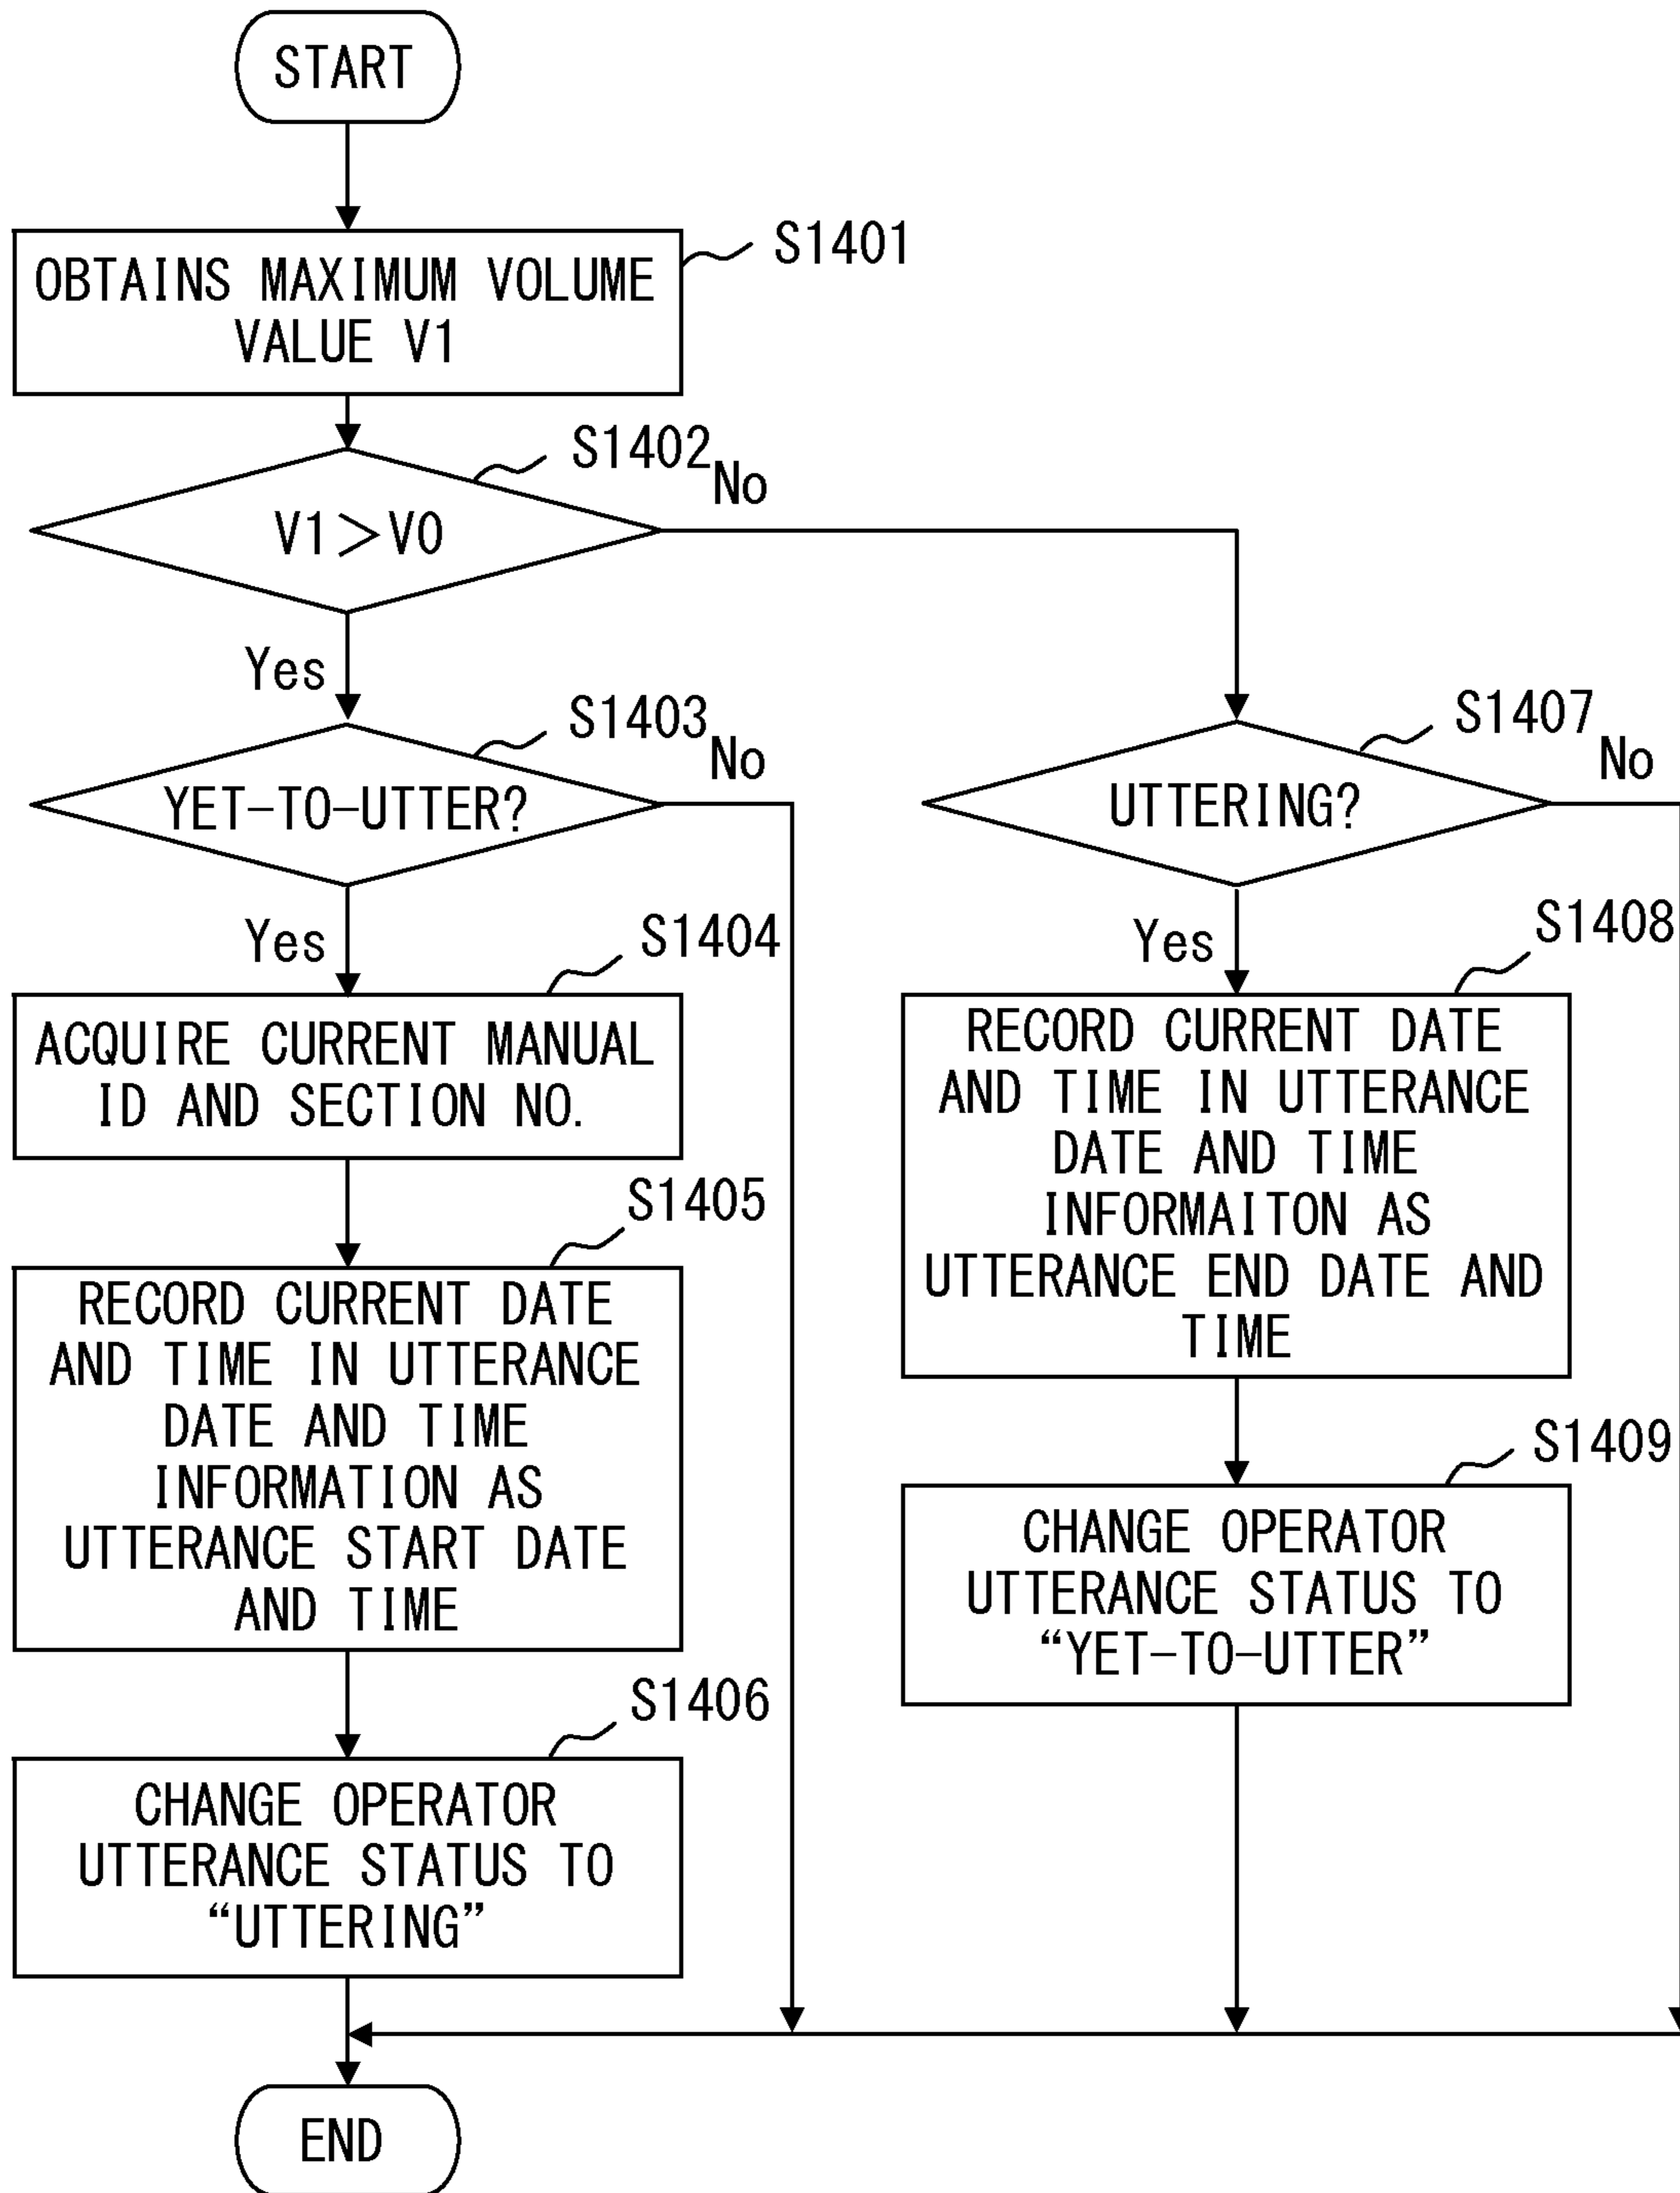 START
OBTAINS MAXIMUM VOLUME
VALUE V1
S1401
V1>V0
S1402
No
Yes
YET-TO-UTTER?
S1403
No
Yes
ACQUIRE CURRENT MANUAL
ID AND SECTION NO.
S1404
RECORD CURRENT DATE
AND TIME IN UTTERANCE
DATE AND TIME
INFORMATION AS
UTTERANCE START DATE
AND TIME
S1405
CHANGE OPERATOR
UTTERANCE STATUS TO
“UTTERING”
S1406
UTTERING?
S1407
No
Yes
RECORD CURRENT DATE
AND TIME IN UTTERANCE
DATE AND TIME
INFORMAITON AS
UTTERANCE END DATE AND
TIME
S1408
CHANGE OPERATOR
UTTERANCE STATUS TO
“YET-TO-UTTER”
S1409
END